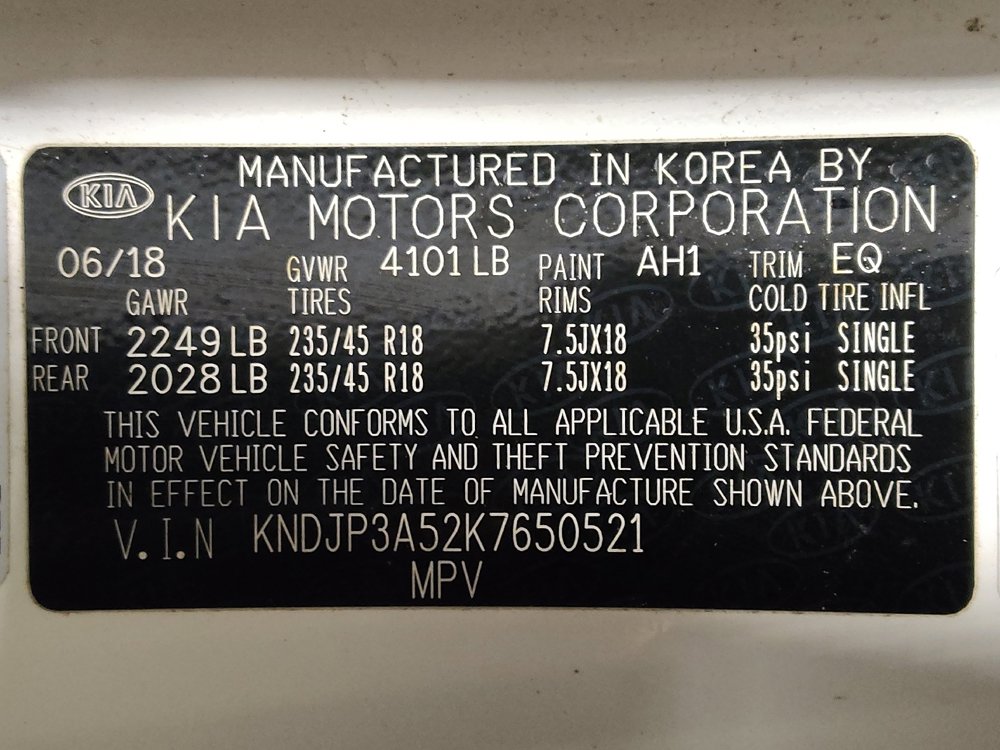 MANUFACTURED IN KOREA BY
KIA KIA MOTORS CORPORATION
06/18 GVWR 4101 LB PAINT AH1 TRIM EQ
GAWR TIRES RIMS COLD TIRE INFL
FRONT 2249 LB 235/45 R18 7.5JX18 35psi SINGLE
REAR 2028 LB 235/45 R18 7.5JX18 35psi SINGLE
THIS VEHICLE CONFORMS TO ALL APPLICABLE U.S.A. FEDERAL
MOTOR VEHICLE SAFETY AND THEFT PREVENTION STANDARDS
IN EFFECT ON THE DATE OF MANUFACTURE SHOWN ABOVE.
V.I.N KNDJP3A52K7650521
MPV